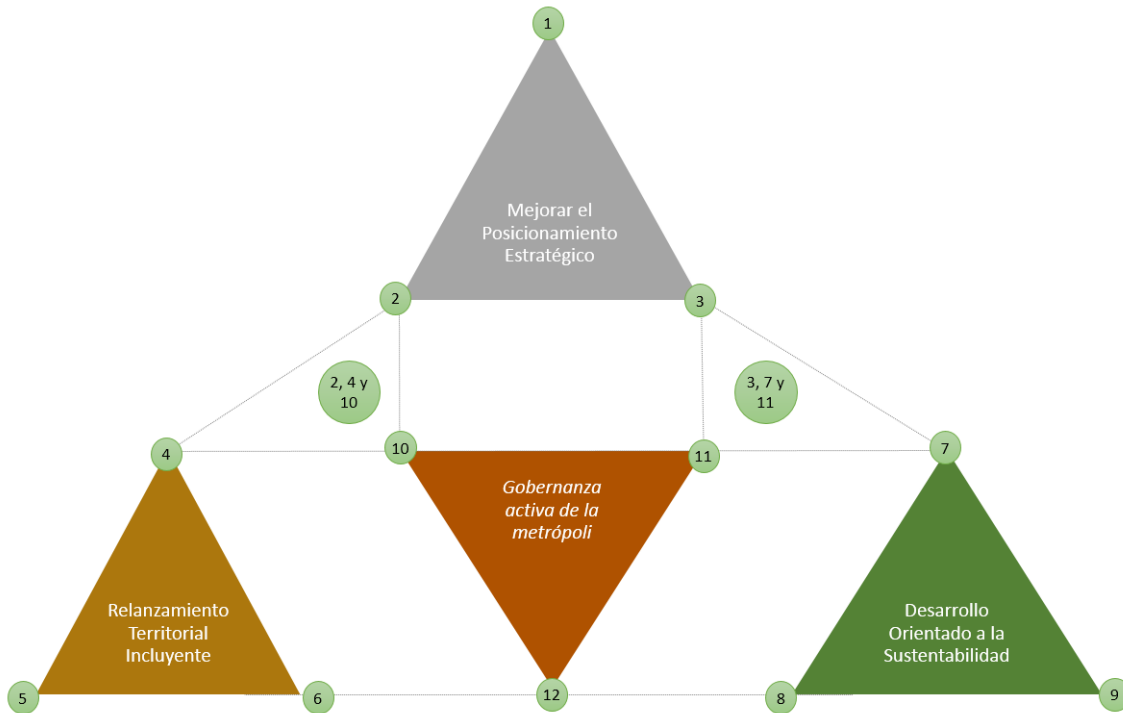 1
Mejorar el
Posicionamiento
Estratégico
2
3
2, 4 y
10
3, 7 y
11
4
10
11
7
Gobernanza
activa de la
metrópoli
Relanzamiento
Territorial
Incluyente
Desarrollo
Orientado a la
Sustentabilidad
5
6
12
8
9